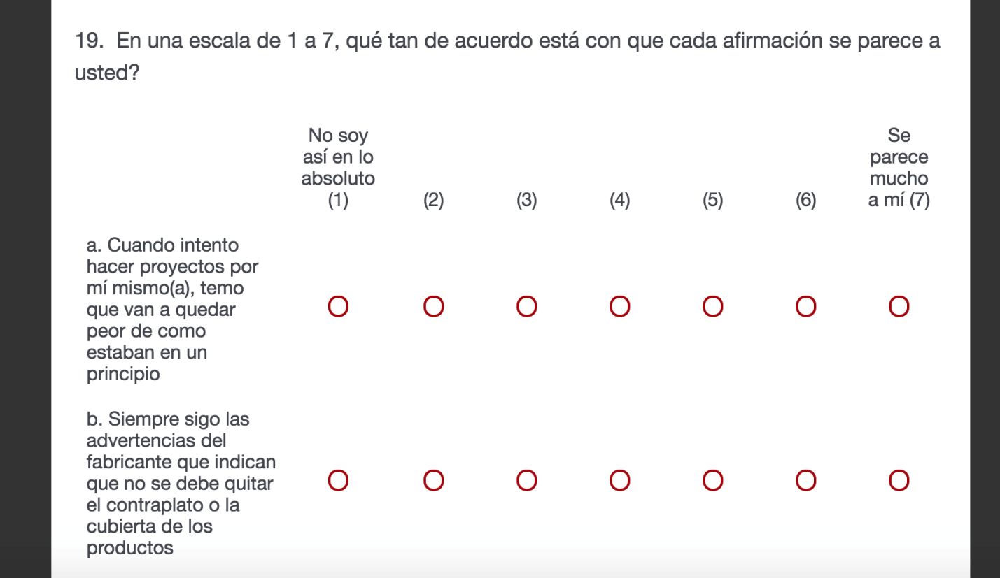 19. En una escala de 1 a 7, qué tan de acuerdo está con que cada afirmación se parece a
usted?
No soy
así en lo
absoluto
(1)
(2)
(3)
(4)
(5)
(6)
Se
parece
mucho
a mí (7)
a. Cuando intento
hacer proyectos por
mí mismo(a), temo
que van a quedar
peor de como
estaban en un
principio
b. Siempre sigo las
advertencias del
fabricante que indican
que no se debe quitar
el contraplato o la
cubierta de los
productos